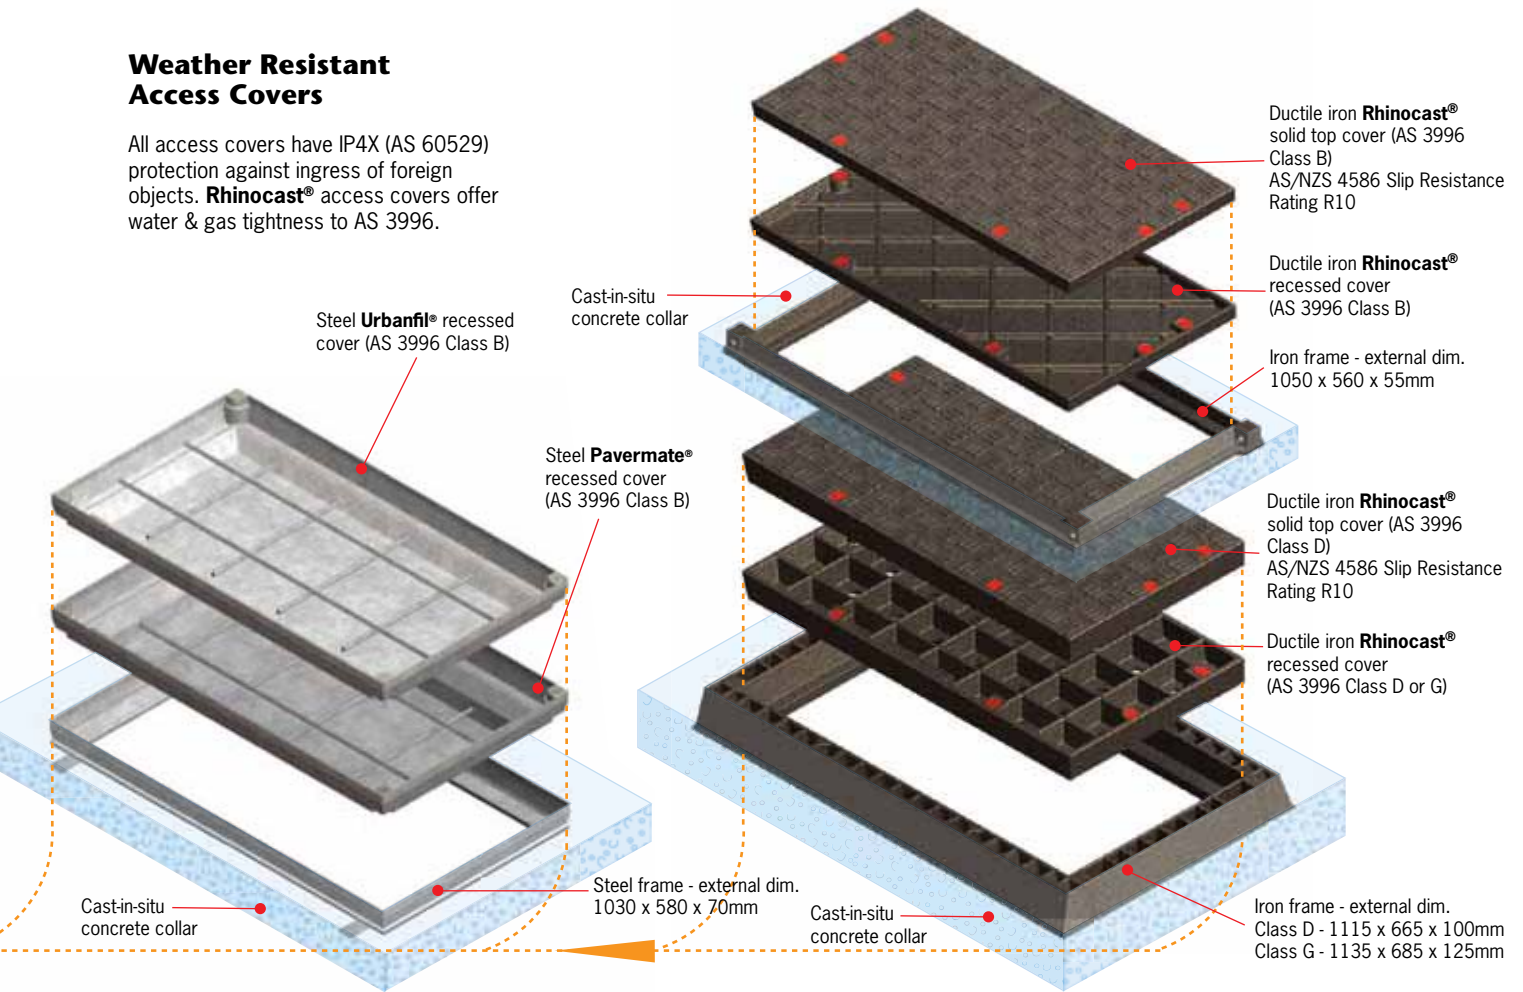 Weather Resistant
Access Covers
All access covers have IP4X (AS 60529)
protection against ingress of foreign
objects. Rhinocast® access covers offer
water & gas tightness to AS 3996.
Steel Urbanfil® recessed
cover (AS 3996 Class B)
Steel Pavermate®
recessed cover
(AS 3996 Class B)
Cast-in-situ
concrete collar
Steel frame - external dim.
1030 x 580 x 70mm
Cast-in-situ
concrete collar
Ductile iron Rhinocast®
solid top cover (AS 3996
Class B)
AS/NZS 4586 Slip Resistance
Rating R10
Ductile iron Rhinocast®
recessed cover
(AS 3996 Class B)
Iron frame - external dim.
1050 x 560 x 55mm
Ductile iron Rhinocast®
solid top cover (AS 3996
Class D)
AS/NZS 4586 Slip Resistance
Rating R10
Ductile iron Rhinocast®
recessed cover
(AS 3996 Class D or G)
Cast-in-situ
concrete collar
Iron frame - external dim.
Class D - 1115 x 665 x 100mm
Class G - 1135 x 685 x 125mm